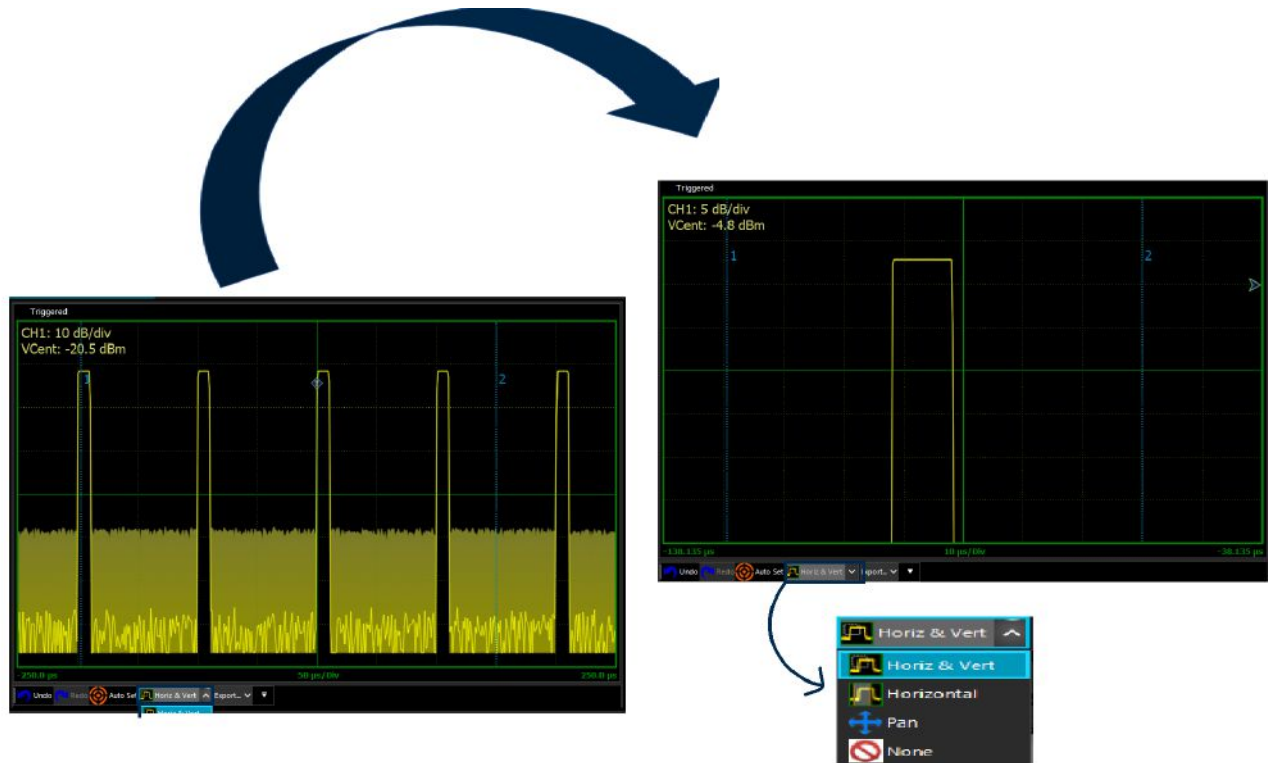 Triggered
CH1: 10 dB/div
VCent: -20.5 dBm
1
2
-250.0 µs 50 µs/Div 250.0 µs
Undo Redo Auto Set Horiz & Vert Export...
Horiz & Vert
Triggered
CH1: 5 dB/div
VCent: -4.8 dBm
1
2
-138.135 µs 10 µs/Div -38.135 µs
Undo Redo Auto Set Horiz & Vert Export...
Horiz & Vert
Horiz & Vert
Horizontal
Pan
None